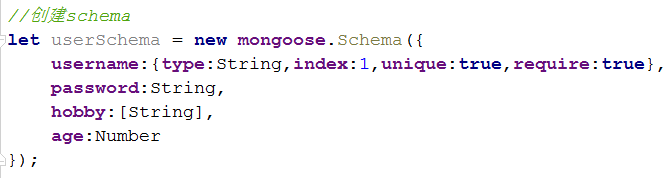 //创建schema
let userSchema = new mongoose.Schema({
    username:{type:String,index:1,unique:true,require:true},
    password:String,
    hobby:[String],
    age:Number
});